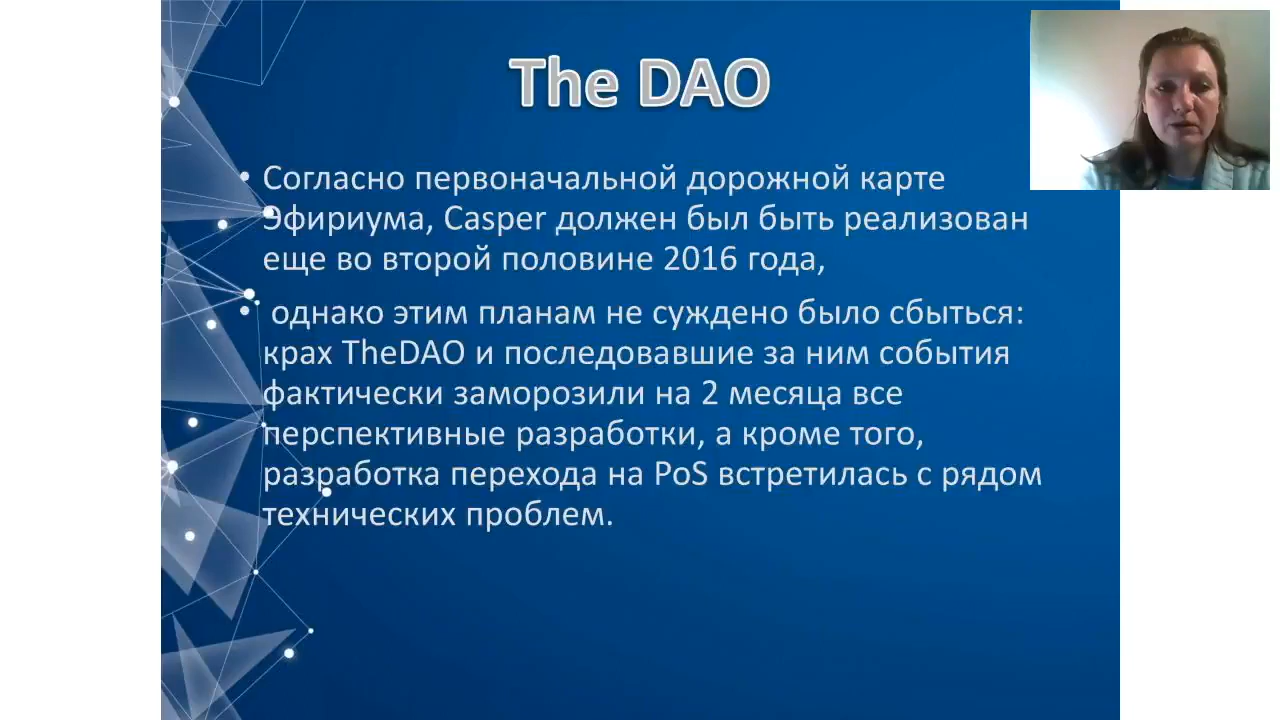 The DAO
• Согласно первоначальной дорожной карте
Эфириума, Casper должен был быть реализован
еще во второй половине 2016 года,
• однако этим планам не суждено было сбыться:
крах TheDAO и последовавшие за ним события
фактически заморозили на 2 месяца все
перспективные разработки, а кроме того,
разработка перехода на PoS встретилась с рядом
технических проблем.